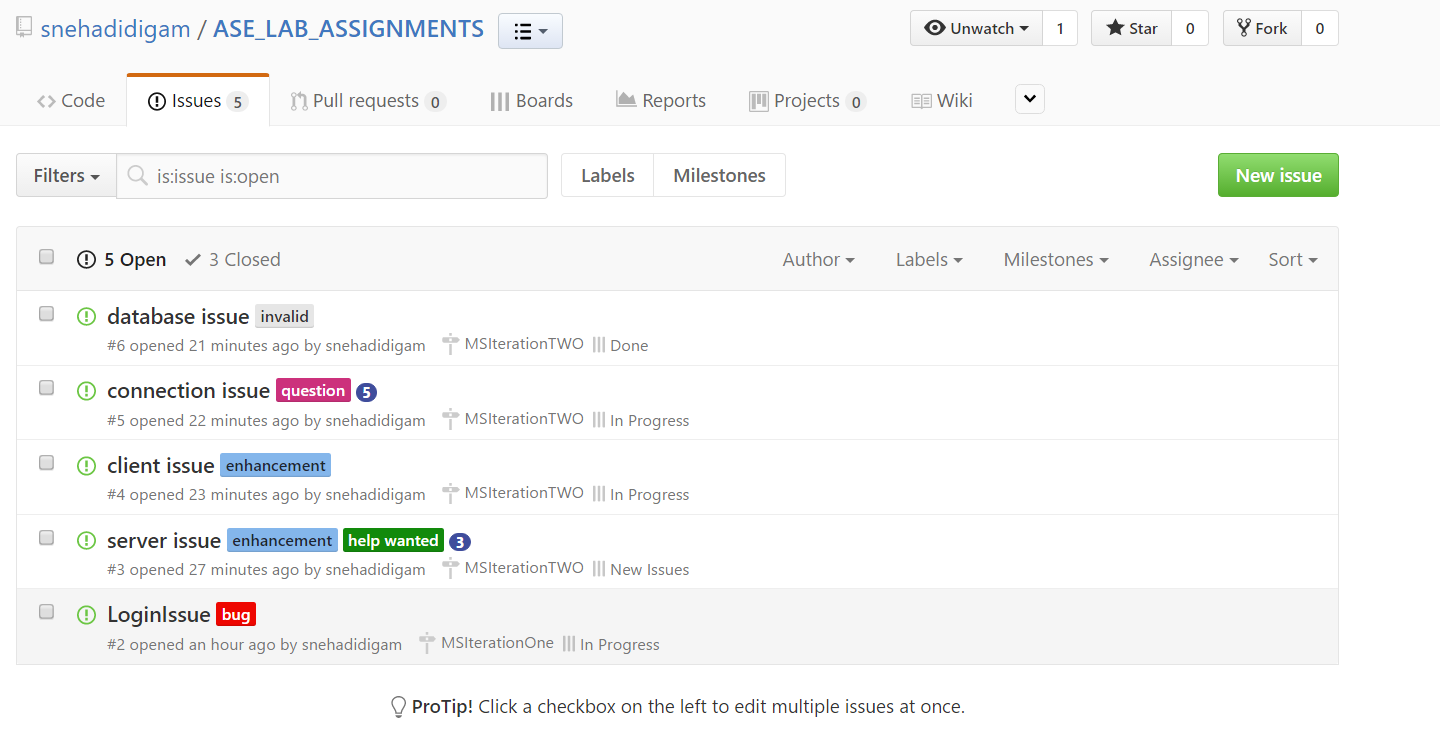 snehadidigam / ASE_LAB_ASSIGNMENTS Unwatch 1 Star 0 Fork 0
Code Issues 5 Pull requests 0 Boards Reports Projects 0 Wiki
Filters is:issue is:open Labels Milestones New issue
5 Open 3 Closed Author Labels Milestones Assignee Sort
database issue invalid
#6 opened 21 minutes ago by snehadidigam MSIterationTWO Done
connection issue question 5
#5 opened 22 minutes ago by snehadidigam MSIterationTWO In Progress
client issue enhancement
#4 opened 23 minutes ago by snehadidigam MSIterationTWO In Progress
server issue enhancement help wanted 3
#3 opened 27 minutes ago by snehadidigam MSIterationTWO New Issues
LoginIssue bug
#2 opened an hour ago by snehadidigam MSIterationOne In Progress
ProTip! Click a checkbox on the left to edit multiple issues at once.